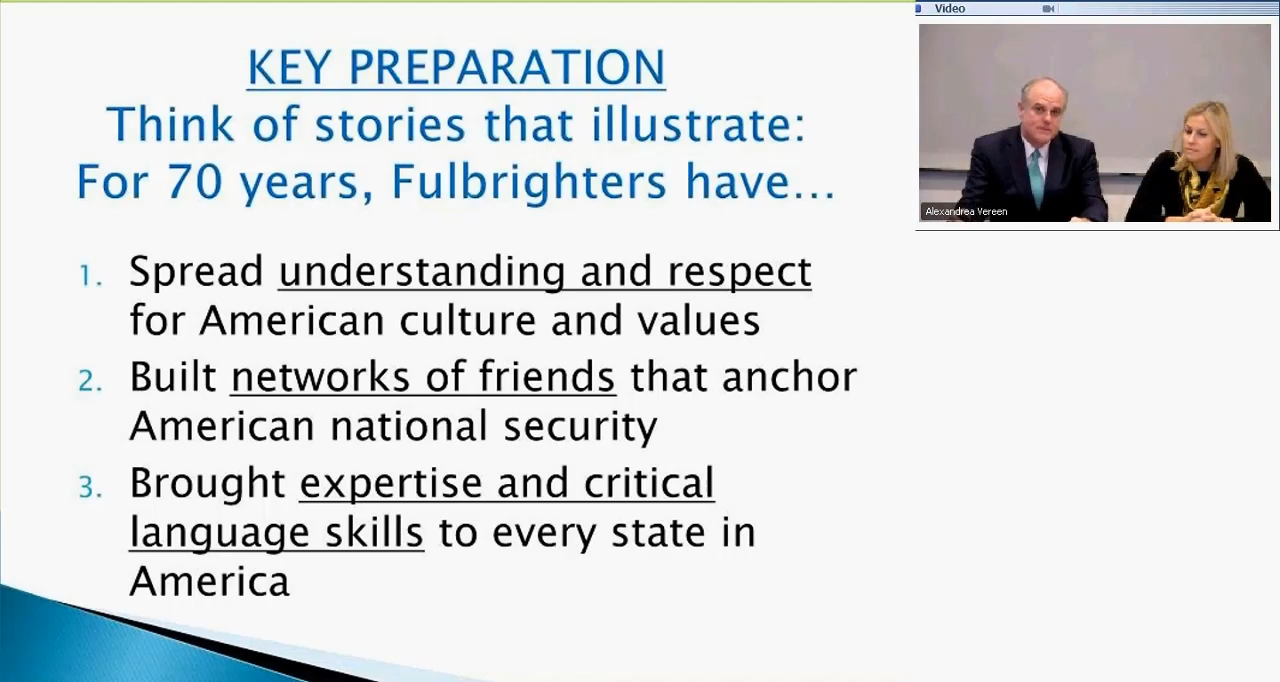 KEY PREPARATION
Think of stories that illustrate:
For 70 years, Fulbrighters have...
1. Spread understanding and respect
for American culture and values
2. Built networks of friends that anchor
American national security
3. Brought expertise and critical
language skills to every state in
America
Video
Alexandrea Vereen